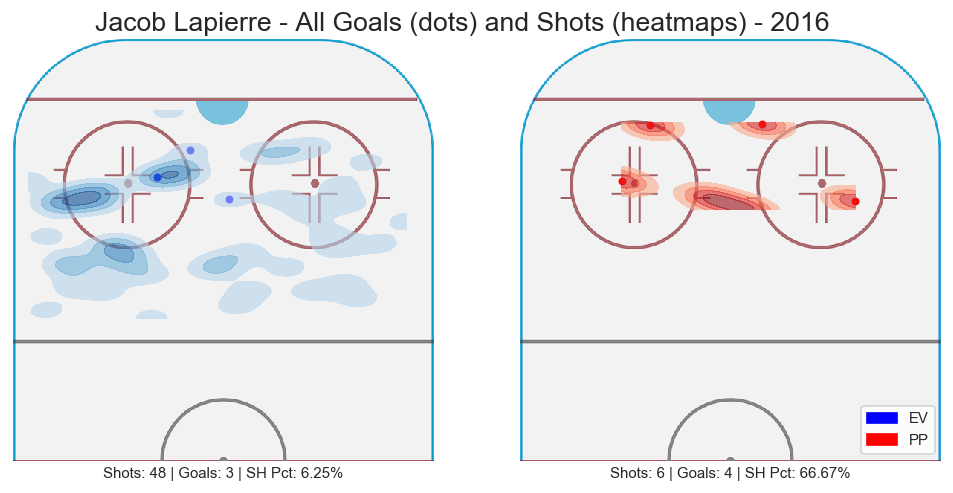 Jacob Lapierre - All Goals (dots) and Shots (heatmaps) - 2016
EV
PP
Shots: 48 | Goals: 3 | SH Pct: 6.25%
Shots: 6 | Goals: 4 | SH Pct: 66.67%